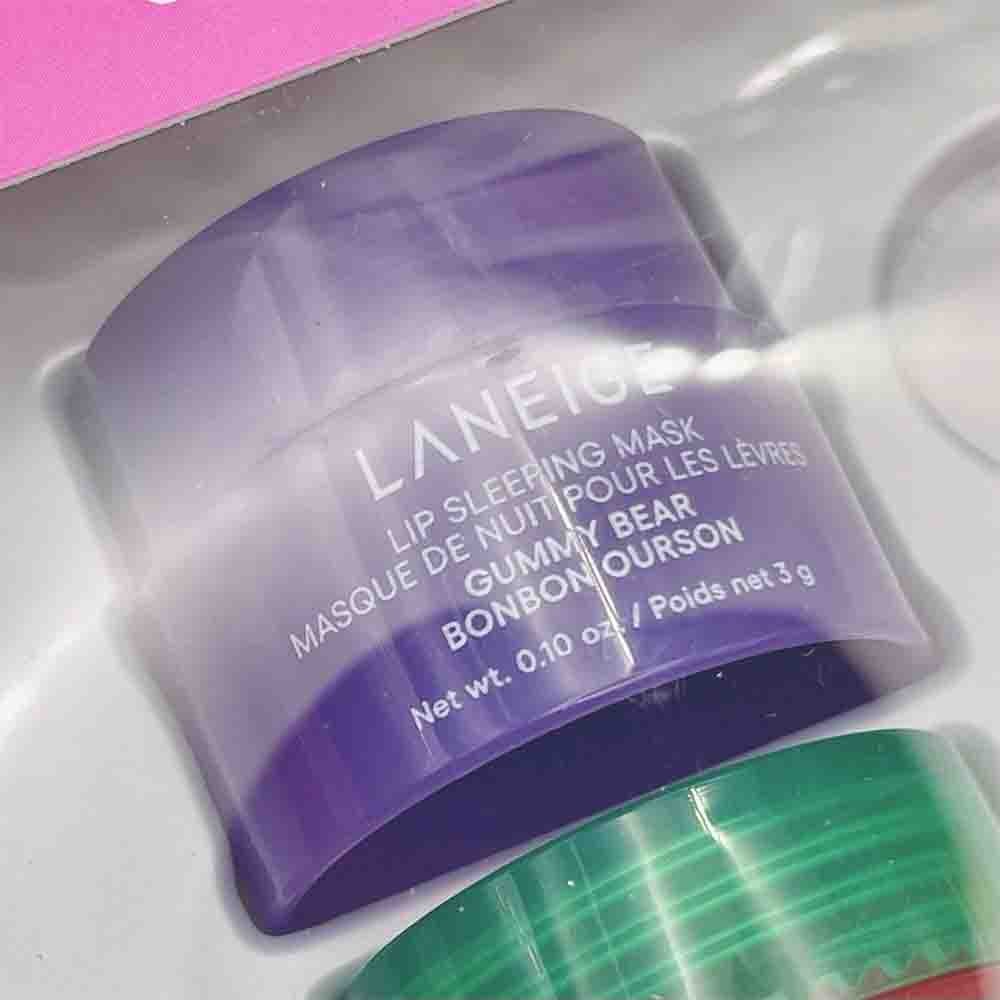 LANEIGE
LIP SLEEPING MASK
MASQUE DE NUIT POUR LES LÈVRES
GUMMY BEAR
BONBON OURSON
Net wt. 0.10 oz. / Poids net 3 g